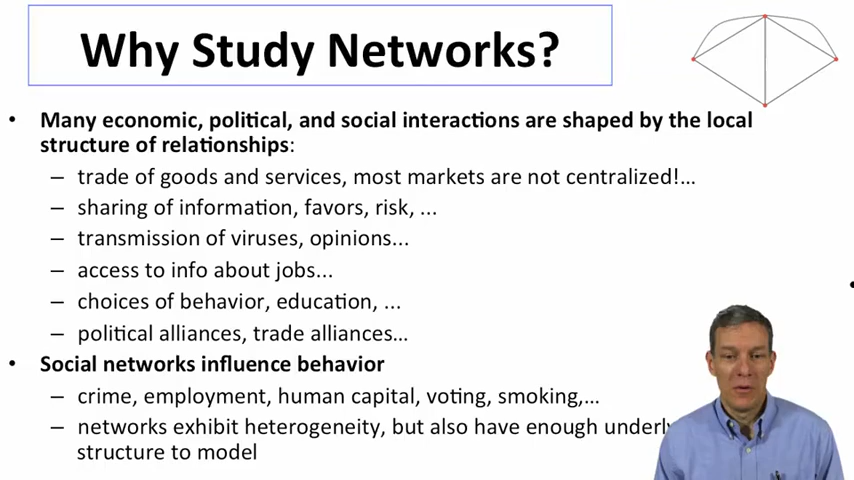 Why Study Networks?
• Many economic, political, and social interactions are shaped by the local
structure of relationships:
– trade of goods and services, most markets are not centralized!...
– sharing of information, favors, risk, ...
– transmission of viruses, opinions...
– access to info about jobs...
– choices of behavior, education, ...
– political alliances, trade alliances...
• Social networks influence behavior
– crime, employment, human capital, voting, smoking,...
– networks exhibit heterogeneity, but also have enough
structure to model